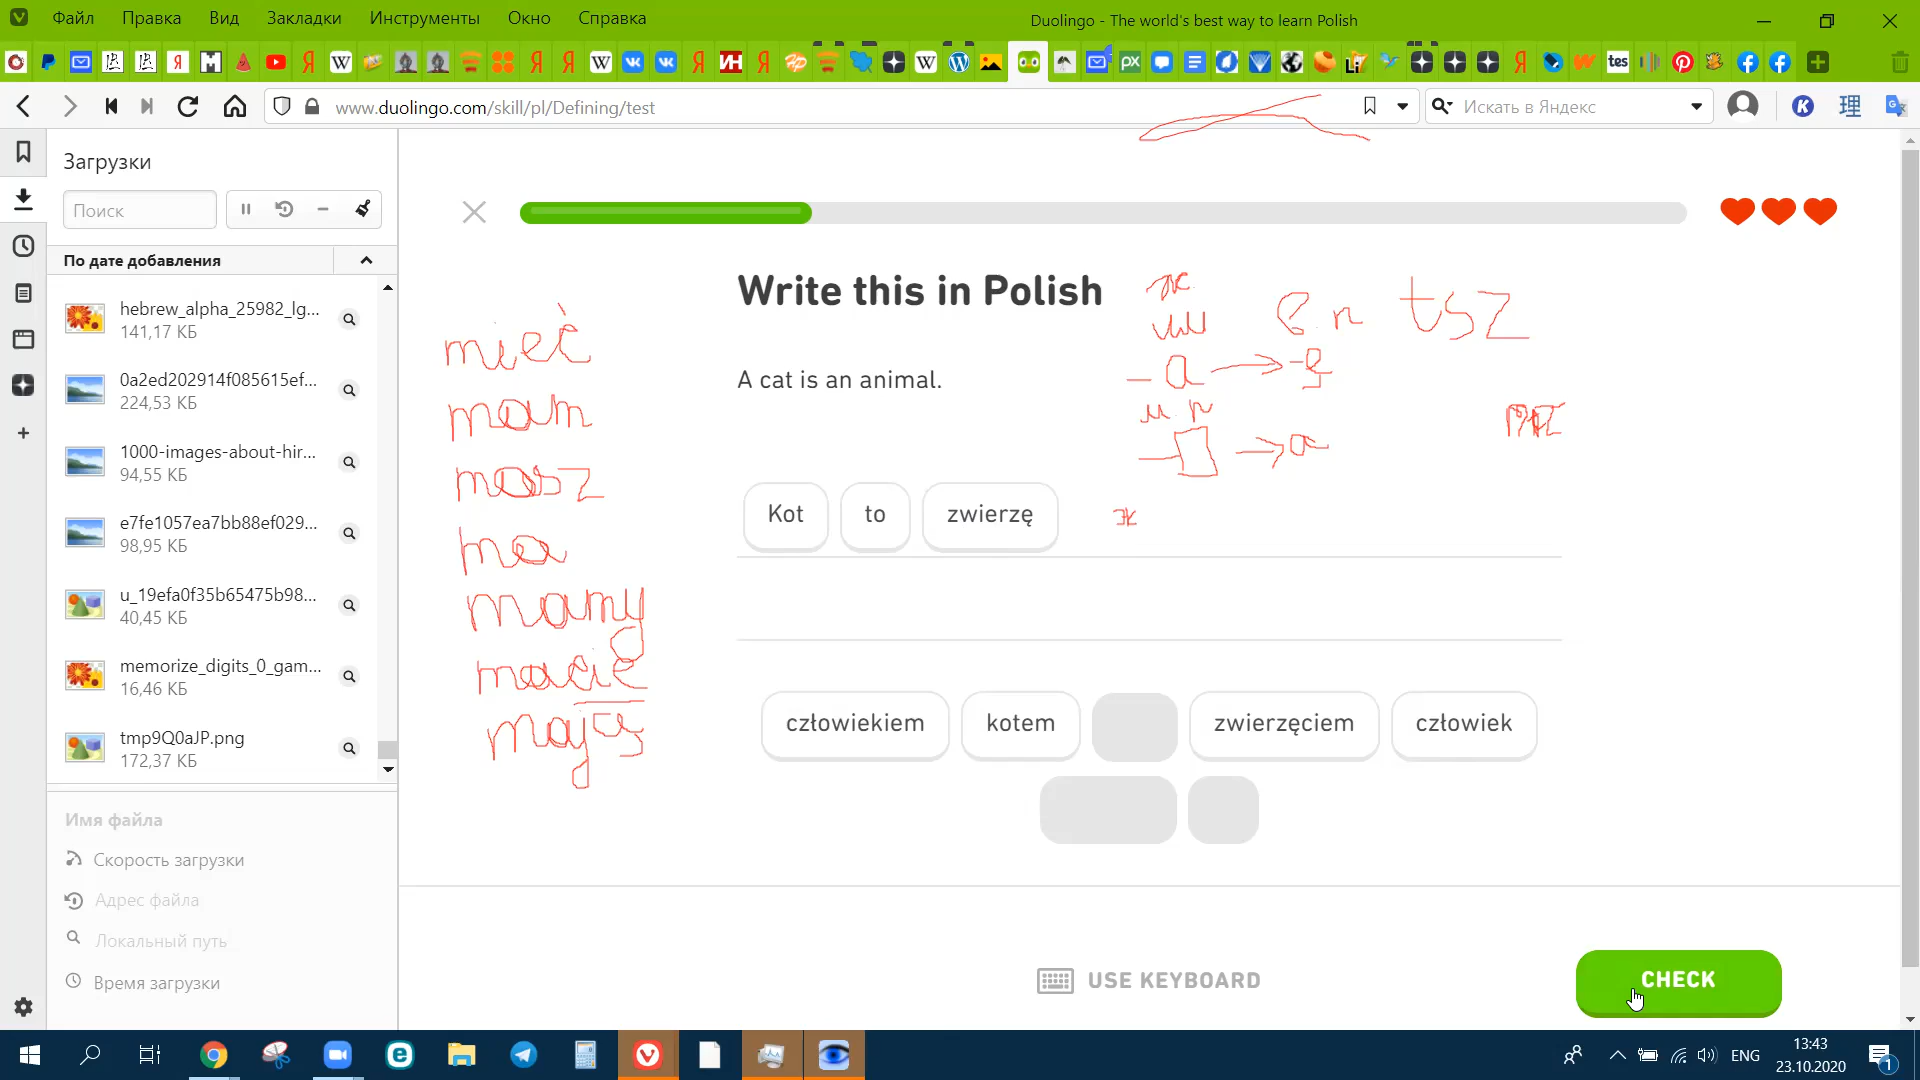 Файл Правка Вид Закладки Инструменты Окно Справка
Duolingo - The world's best way to learn Polish
www.duolingo.com/skill/pl/Defining/test
Искать в Яндекс
Загрузки
Поиск
По дате добавления
hebrew_alpha_25982_lg...
141,17 КБ
0a2ed202914f085615ef...
224,53 КБ
1000-images-about-hir...
94,55 КБ
e7fe1057ea7bb88ef029...
98,95 КБ
u_19efa0f35b65475b98...
40,45 КБ
memorize_digits_0_gam...
16,46 КБ
tmp9Q0aJP.png
172,37 КБ
Имя файла
Скорость загрузки
Адрес файла
Локальный путь
Время загрузки
Write this in Polish
A cat is an animal.
Kot to zwierzę
człowiekiem kotem zwierzęciem człowiek
USE KEYBOARD
CHECK
mieć
mam
masz
ma
mamy
macie
mają
tsz
a → ę
→ a
ж
ENG
13:43
23.10.2020
1